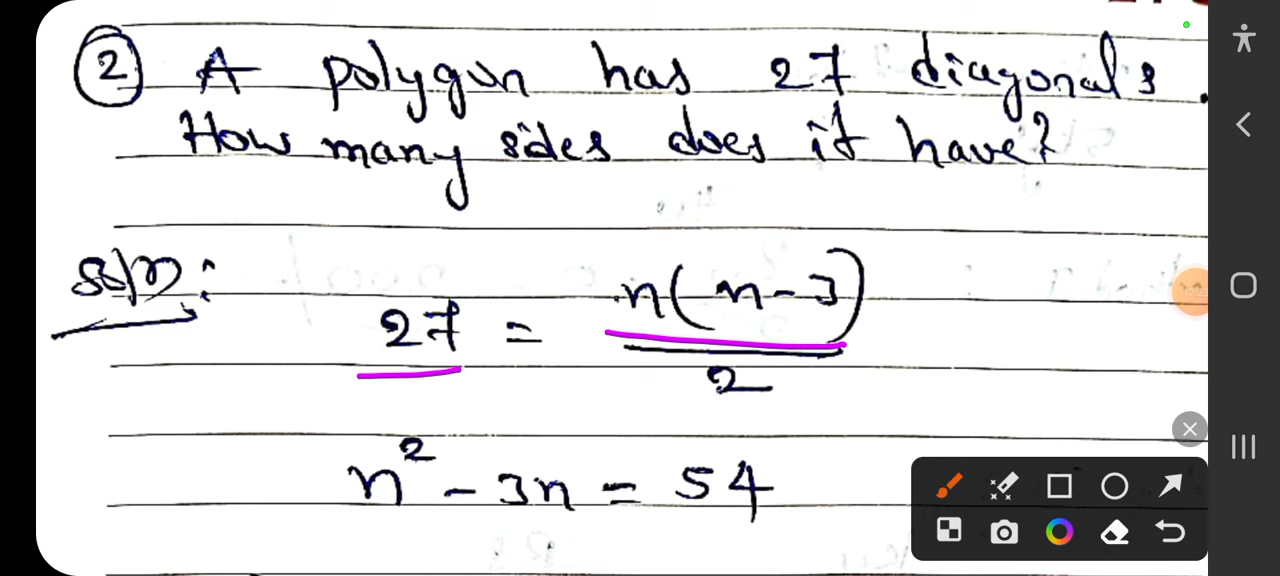 ② A polygon has 27 diagonals.
How many sides does it have?
Soln:
27 = n(n-3)/2
n² - 3n = 54